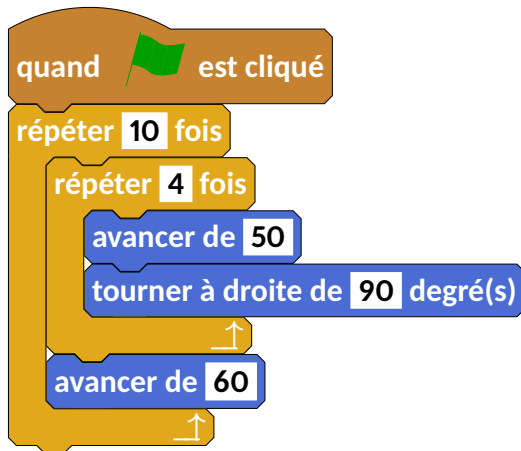 quand est cliqué
répéter 10 fois
répéter 4 fois
avancer de 50
tourner à droite de 90 degré(s)
avancer de 60